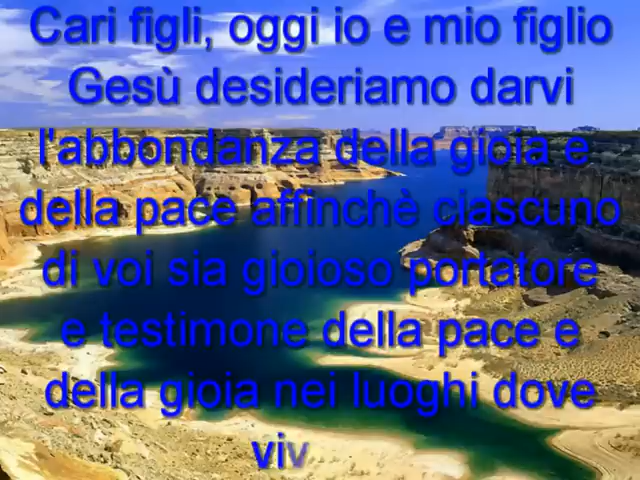 Cari figli, oggi io e mio figlio
Gesù desideriamo darvi
l'abbondanza della gioia e
della pace affinchè ciascuno
di voi sia gioioso portatore
e testimone della pace e
della gioia nei luoghi dove
viv